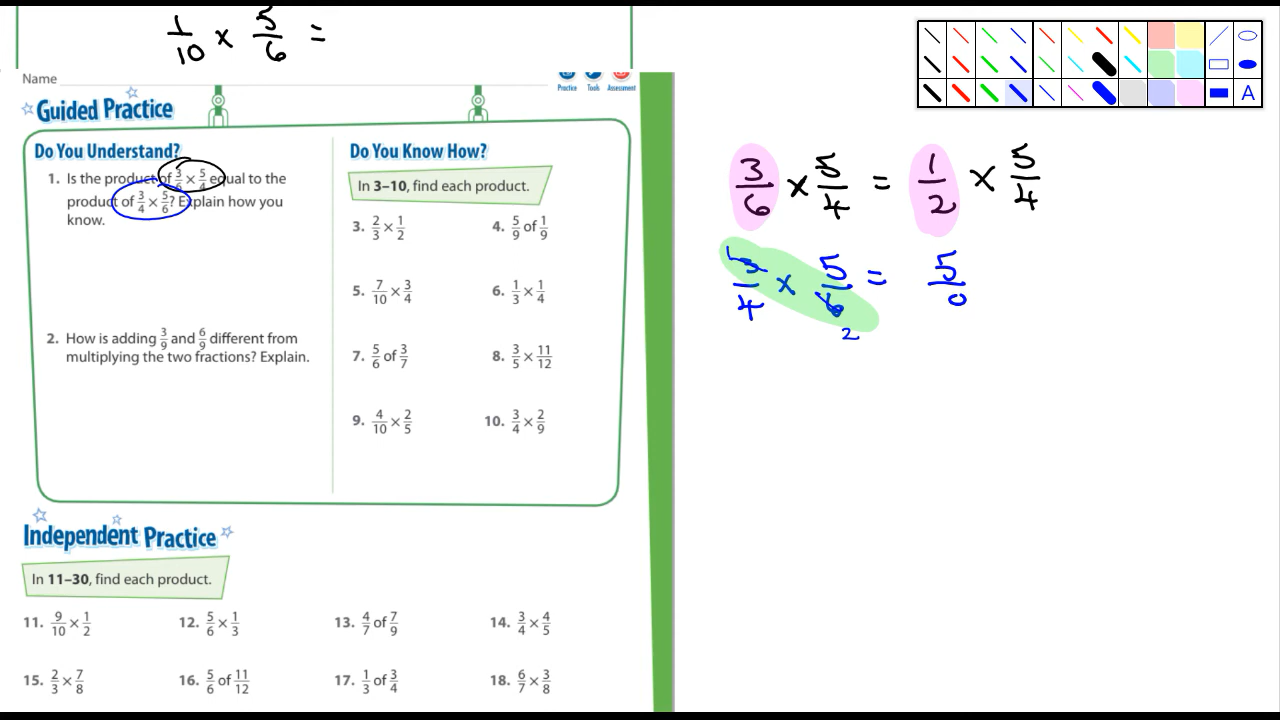 1/10 × 5/6 =
Name
Practice Tools Assessment
Guided Practice
Do You Understand?
1. Is the product of 3/6 × 5/4 equal to the
product of 3/4 × 5/6? Explain how you
know.
2. How is adding 3/9 and 6/9 different from
multiplying the two fractions? Explain.
Do You Know How?
In 3–10, find each product.
3. 2/3 × 1/2 4. 5/9 of 1/9
5. 7/10 × 3/4 6. 1/3 × 1/4
7. 5/6 of 3/7 8. 3/5 × 11/12
9. 4/10 × 2/5 10. 3/4 × 2/9
Independent Practice
In 11–30, find each product.
11. 9/10 × 1/2 12. 5/6 × 1/3 13. 4/7 of 7/9 14. 3/4 × 4/5
15. 2/3 × 7/8 16. 5/6 of 11/12 17. 1/3 of 3/4 18. 6/7 × 3/8
A
3/6 × 5/4 = 1/2 × 5/4
1 3/4 × 5/6 = 5/0
2